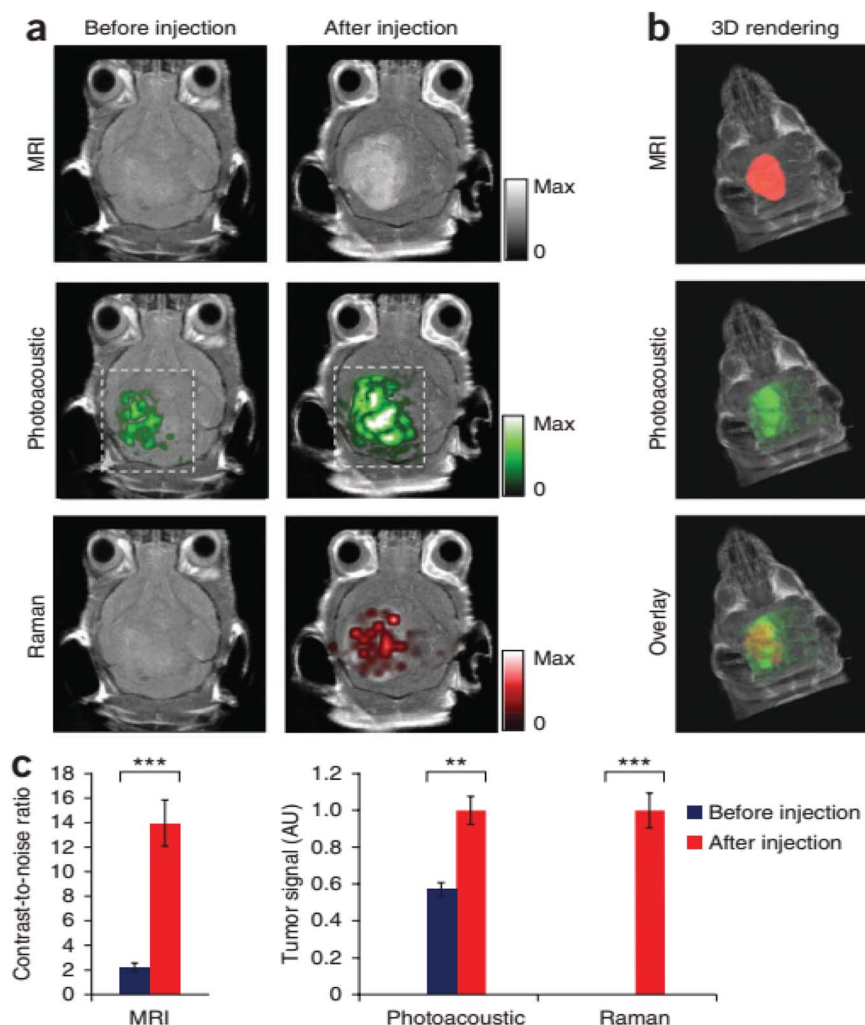 a
Before injection
After injection
b
3D rendering
MRI
Max
0
MRI
Photoacoustic
Max
0
Photoacoustic
Raman
Max
0
Overlay
c
Contrast-to-noise ratio
18
16
14
12
10
8
6
4
2
0
***
MRI
Tumor signal (AU)
1.2
1.0
0.8
0.6
0.4
0.2
0
**
***
Photoacoustic
Raman
Before injection
After injection